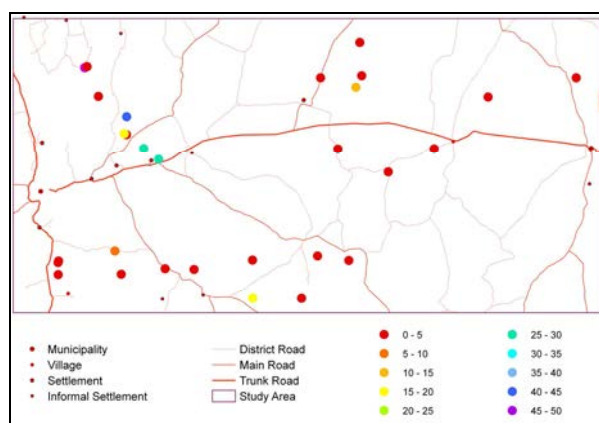 Municipality
Village
Settlement
Informal Settlement
District Road
Main Road
Trunk Road
Study Area
0 - 5
5 - 10
10 - 15
15 - 20
20 - 25
25 - 30
30 - 35
35 - 40
40 - 45
45 - 50